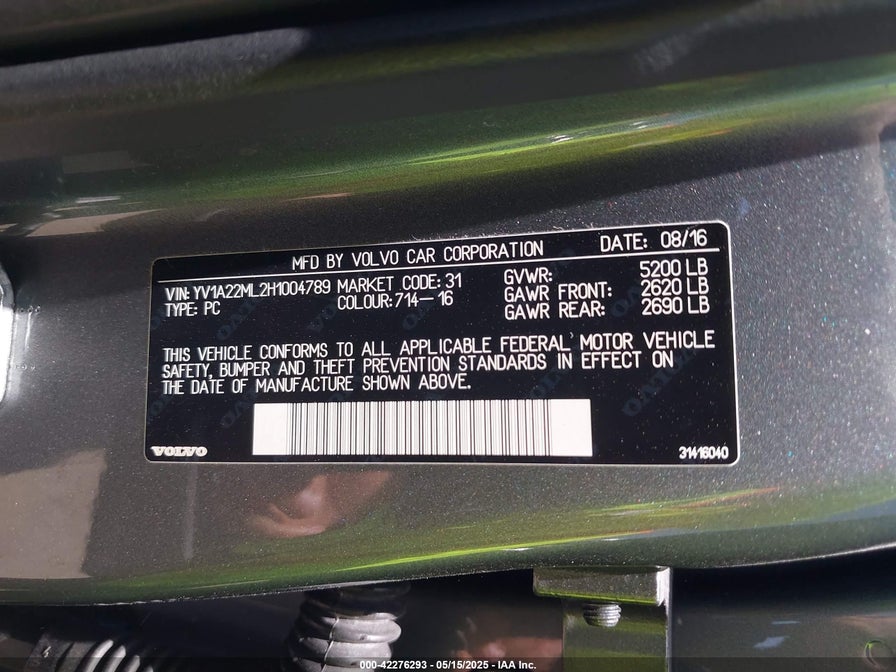 MFD BY VOLVO CAR CORPORATION DATE: 08/16
VIN: YV1A22ML2H1004789 MARKET CODE: 31 GVWR: 5200 LB
TYPE: PC COLOUR: 714-16 GAWR FRONT: 2620 LB
GAWR REAR: 2690 LB
THIS VEHICLE CONFORMS TO ALL APPLICABLE FEDERAL MOTOR VEHICLE
SAFETY, BUMPER AND THEFT PREVENTION STANDARDS IN EFFECT ON
THE DATE OF MANUFACTURE SHOWN ABOVE.
VOLVO 31416040
000-42276293 - 05/15/2025 - IAA Inc.